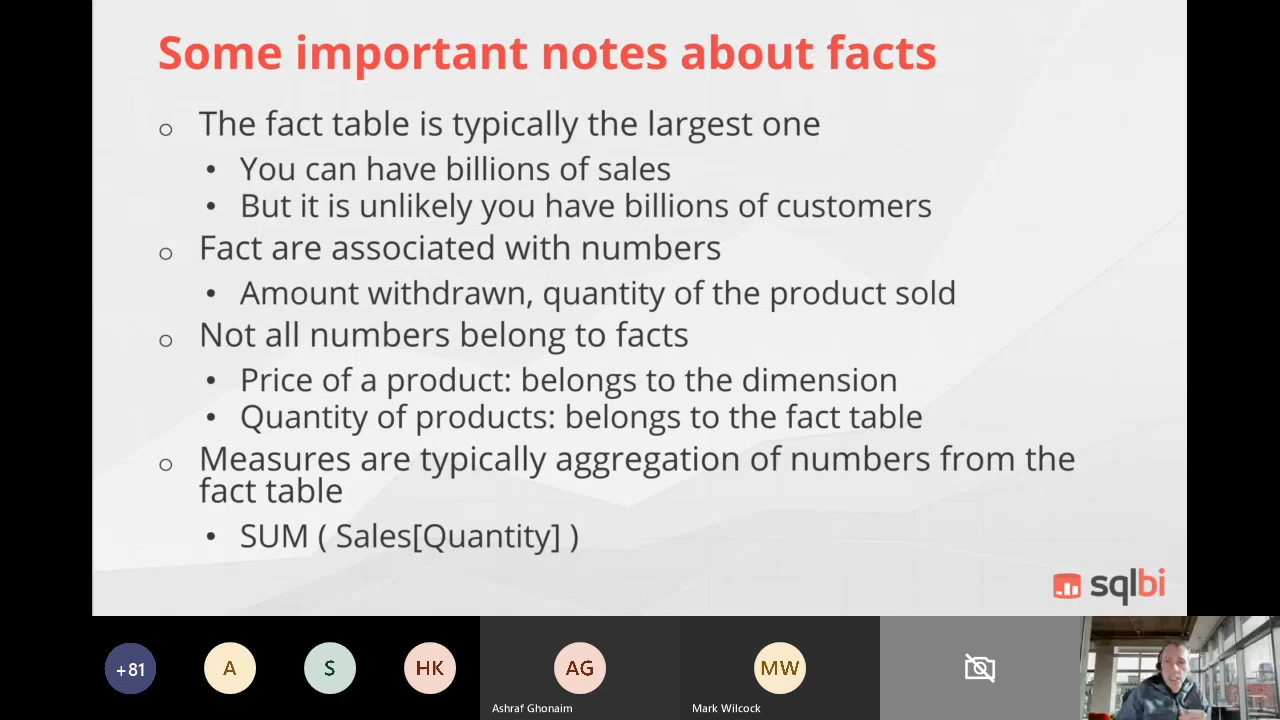 Some important notes about facts
o The fact table is typically the largest one
• You can have billions of sales
• But it is unlikely you have billions of customers
o Fact are associated with numbers
• Amount withdrawn, quantity of the product sold
o Not all numbers belong to facts
• Price of a product: belongs to the dimension
• Quantity of products: belongs to the fact table
o Measures are typically aggregation of numbers from the
fact table
• SUM ( Sales[Quantity] )
sqlbi
+81
A
S
HK
AG
MW
Ashraf Ghonaim
Mark Wilcock